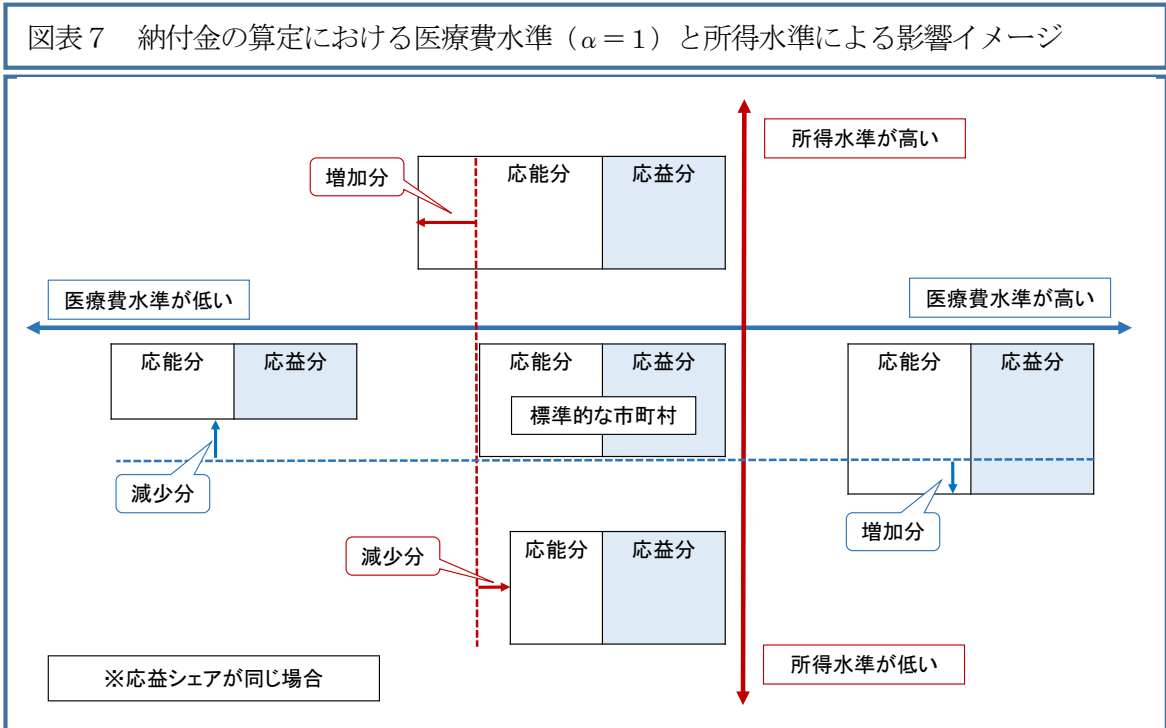 図表7 納付金の算定における医療費水準（α＝1）と所得水準による影響イメージ
所得水準が高い
増加分
応能分
応益分
医療費水準が低い
医療費水準が高い
応能分
応益分
応能分
応益分
標準的な市町村
応能分
応益分
減少分
増加分
減少分
応能分
応益分
※応益シェアが同じ場合
所得水準が低い